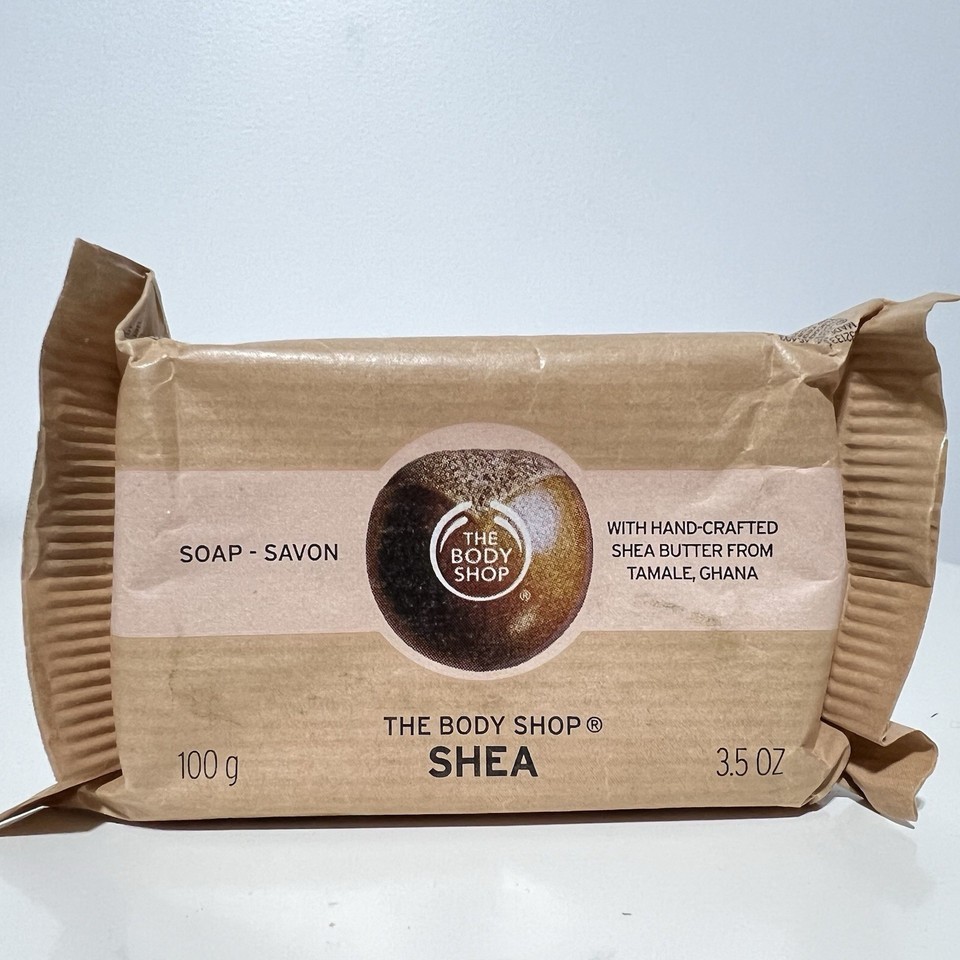 SOAP - SAVON
THE
BODY
SHOP
®
WITH HAND-CRAFTED
SHEA BUTTER FROM
TAMALE, GHANA
THE BODY SHOP ®
SHEA
100 g
3.5 OZ